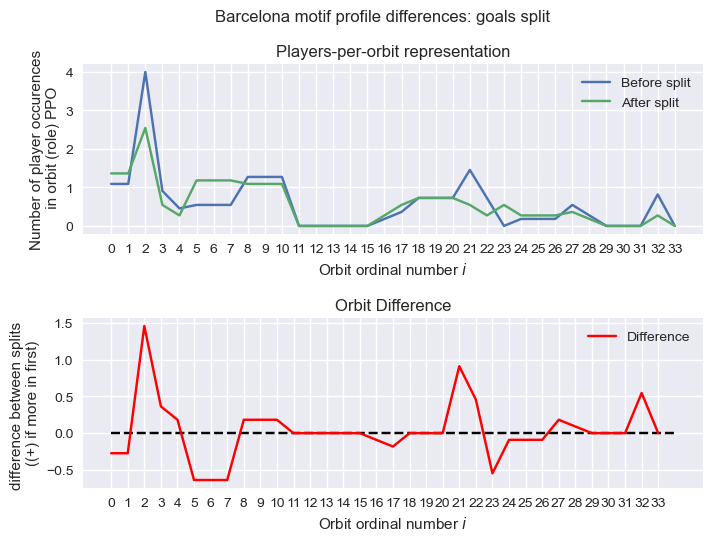 Barcelona motif profile differences: goals split
Players-per-orbit representation
Number of player occurences
in orbit (role) PPO
4
3
2
1
0
Before split
After split
0 1 2 3 4 5 6 7 8 9 10 11 12 13 14 15 16 17 18 19 20 21 22 23 24 25 26 27 28 29 30 31 32 33
Orbit ordinal number i
Orbit Difference
difference between splits
((+) if more in first)
1.5
1.0
0.5
0.0
−0.5
Difference
0 1 2 3 4 5 6 7 8 9 10 11 12 13 14 15 16 17 18 19 20 21 22 23 24 25 26 27 28 29 30 31 32 33
Orbit ordinal number i